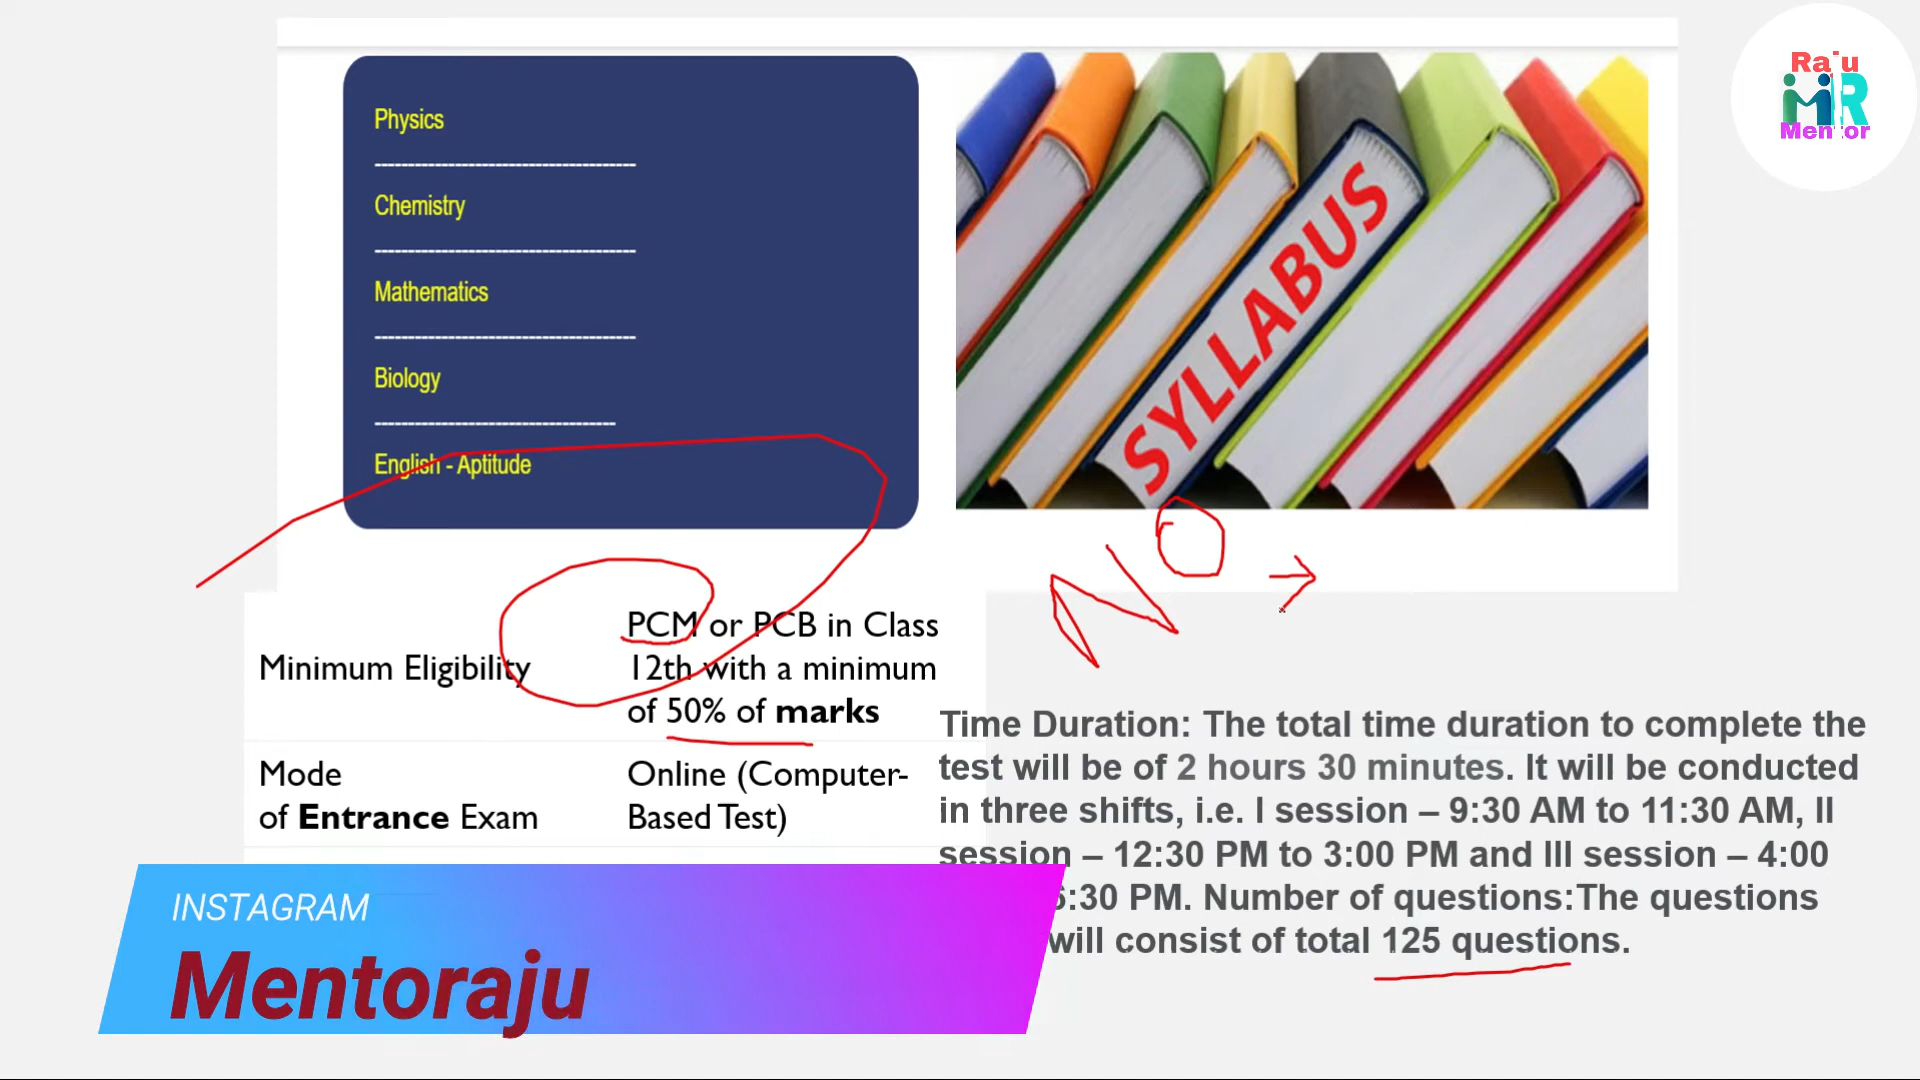 Raju
MR
Mentor
Physics
Chemistry
Mathematics
Biology
English - Aptitude
SYLLABUS
NO →
Minimum Eligibility
PCM or PCB in Class
12th with a minimum
of 50% of marks
Mode
of Entrance Exam
Online (Computer-
Based Test)
Time Duration: The total time duration to complete the
test will be of 2 hours 30 minutes. It will be conducted
in three shifts, i.e. I session – 9:30 AM to 11:30 AM, II
session – 12:30 PM to 3:00 PM and III session – 4:00
:30 PM. Number of questions:The questions
will consist of total 125 questions.
INSTAGRAM
Mentoraju